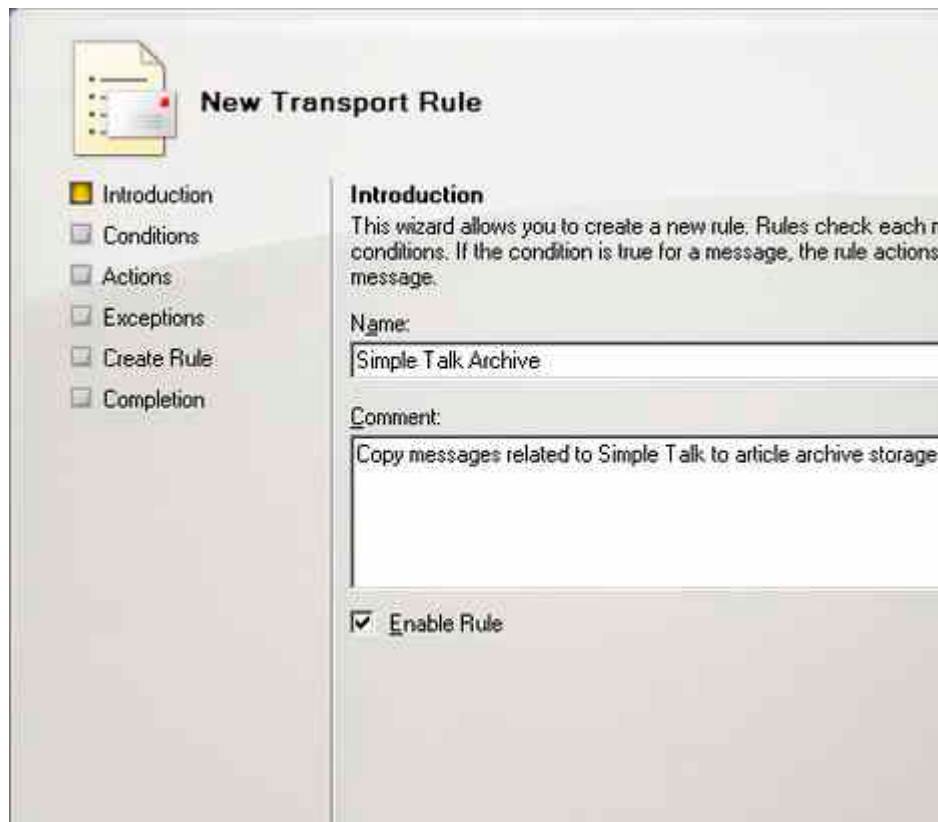 New Transport Rule
Introduction
Conditions
Actions
Exceptions
Create Rule
Completion
Introduction
This wizard allows you to create a new rule. Rules check each
conditions. If the condition is true for a message, the rule actions
message.
Name:
Simple Talk Archive
Comment:
Copy messages related to Simple Talk to article archive storage
Enable Rule